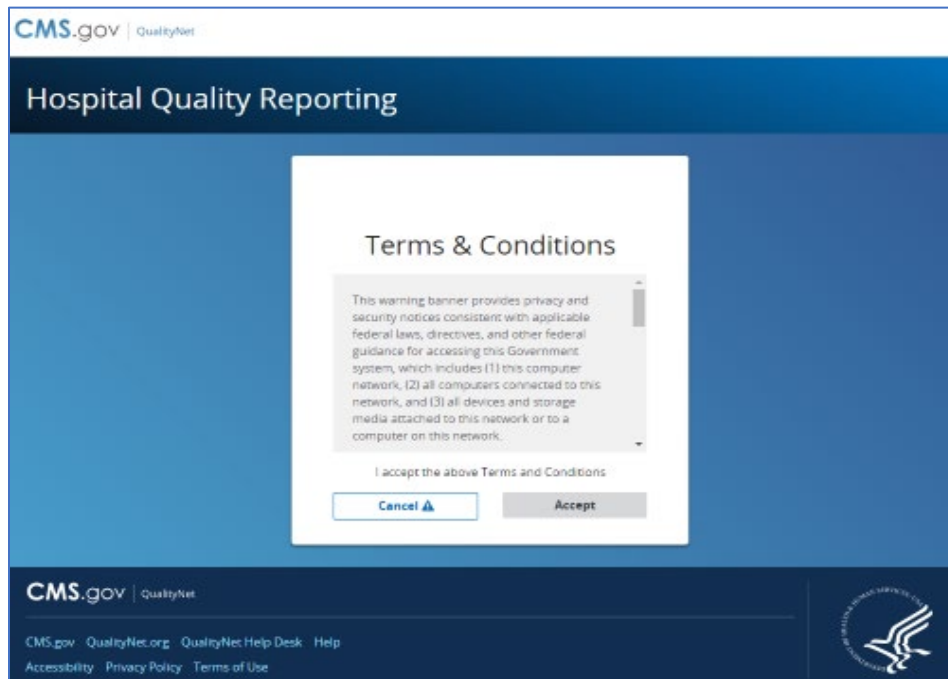 CMS.gov | QualityNet
Hospital Quality Reporting
Terms & Conditions
This warning banner provides privacy and
security notices consistent with applicable
federal laws, directives, and other federal
guidance for accessing this Government
system, which includes (1) this computer
network, (2) all computers connected to this
network, and (3) all devices and storage
media attached to this network or to a
computer on this network.
I accept the above Terms and Conditions
Cancel Accept
CMS.gov | QualityNet
CMS.gov QualityNet.org QualityNet Help Desk Help
Accessibility Privacy Policy Terms of Use